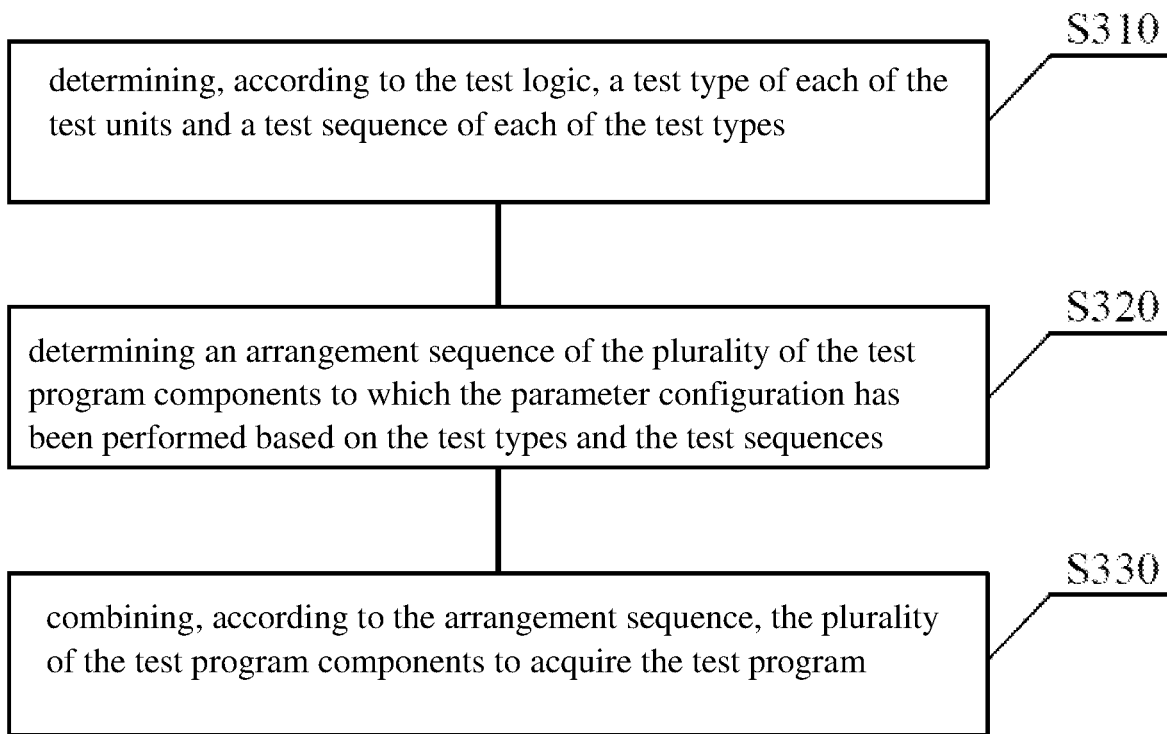 S310
determining, according to the test logic, a test type of each of the
test units and a test sequence of each of the test types
S320
determining an arrangement sequence of the plurality of the test
program components to which the parameter configuration has
been performed based on the test types and the test sequences
S330
combining, according to the arrangement sequence, the plurality
of the test program components to acquire the test program